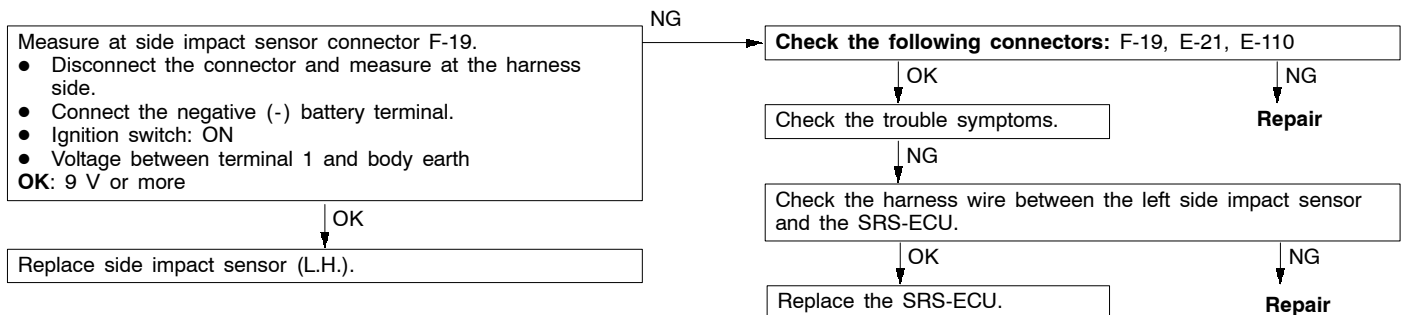 Measure at side impact sensor connector F-19.
● Disconnect the connector and measure at the harness
side.
● Connect the negative (-) battery terminal.
● Ignition switch: ON
● Voltage between terminal 1 and body earth
OK: 9 V or more
OK
Replace side impact sensor (L.H.).
NG
Check the following connectors: F-19, E-21, E-110
OK
NG
Check the trouble symptoms.
Repair
NG
Check the harness wire between the left side impact sensor
and the SRS-ECU.
OK
NG
Replace the SRS-ECU.
Repair